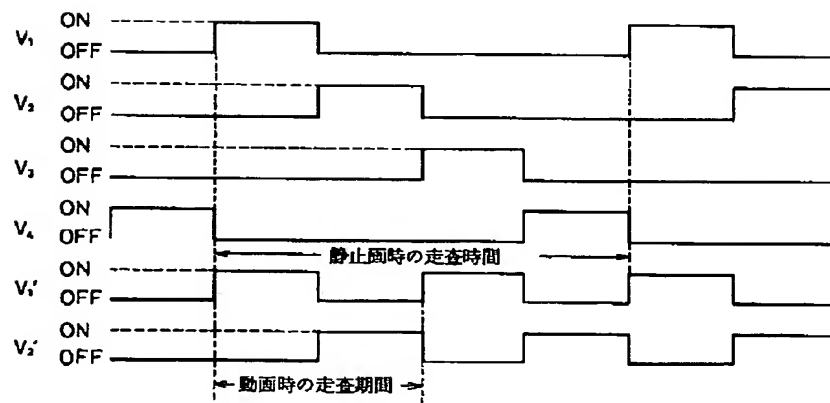 V₁ ON
OFF
V₂ ON
OFF
V₃ ON
OFF
V₄ ON
OFF
静止画時の走査時間
V₁' ON
OFF
V₂' ON
OFF
動画時の走査期間